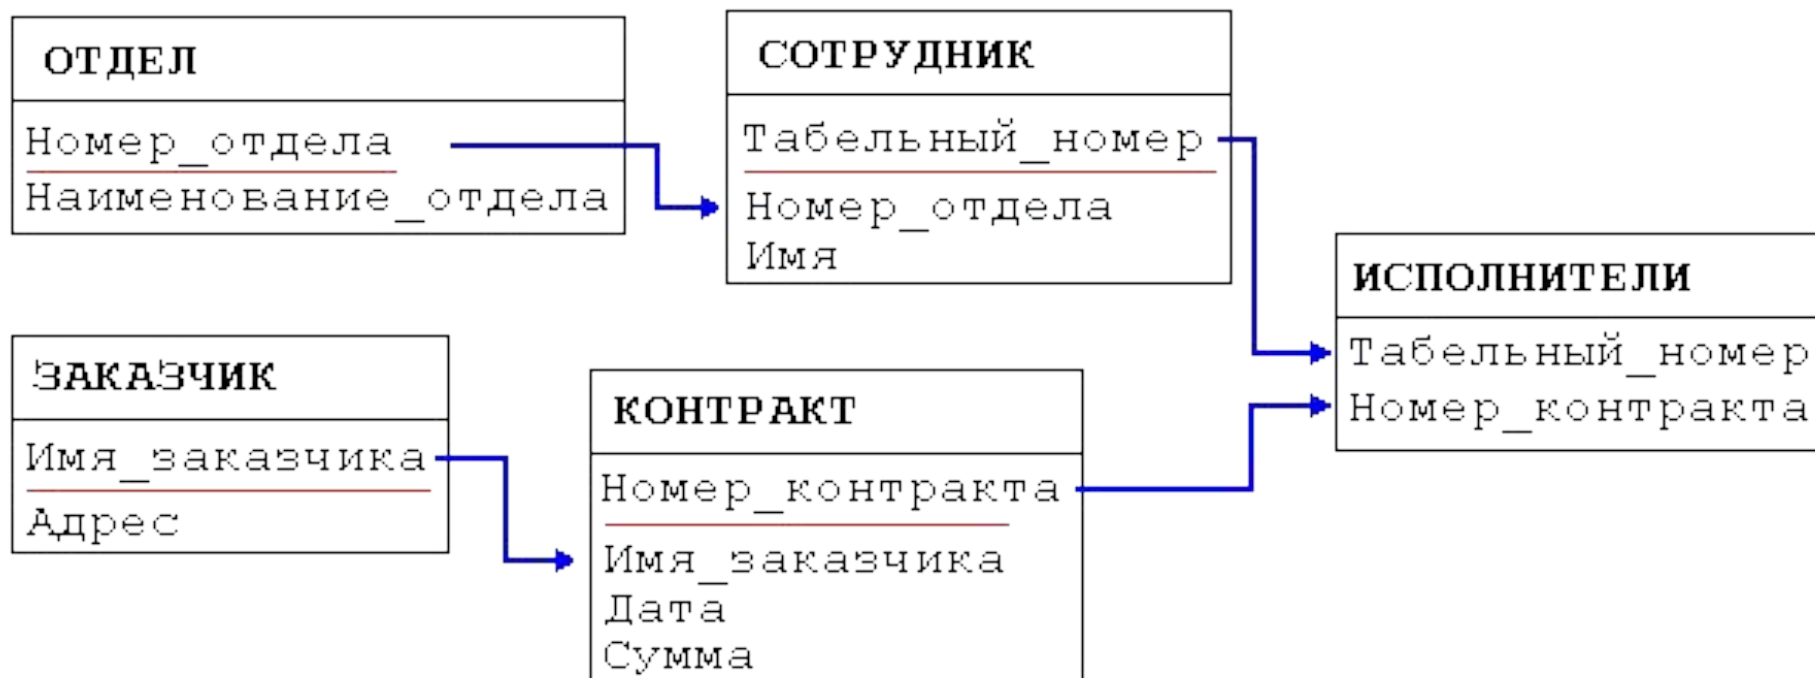 ОТДЕЛ
Номер_отдела
Наименование_отдела
СОТРУДНИК
Табельный_номер
Номер_отдела
Имя
ИСПОЛНИТЕЛИ
Табельный_номер
Номер_контракта
ЗАКАЗЧИК
Имя_заказчика
Адрес
КОНТРАКТ
Номер_контракта
Имя_заказчика
Дата
Сумма